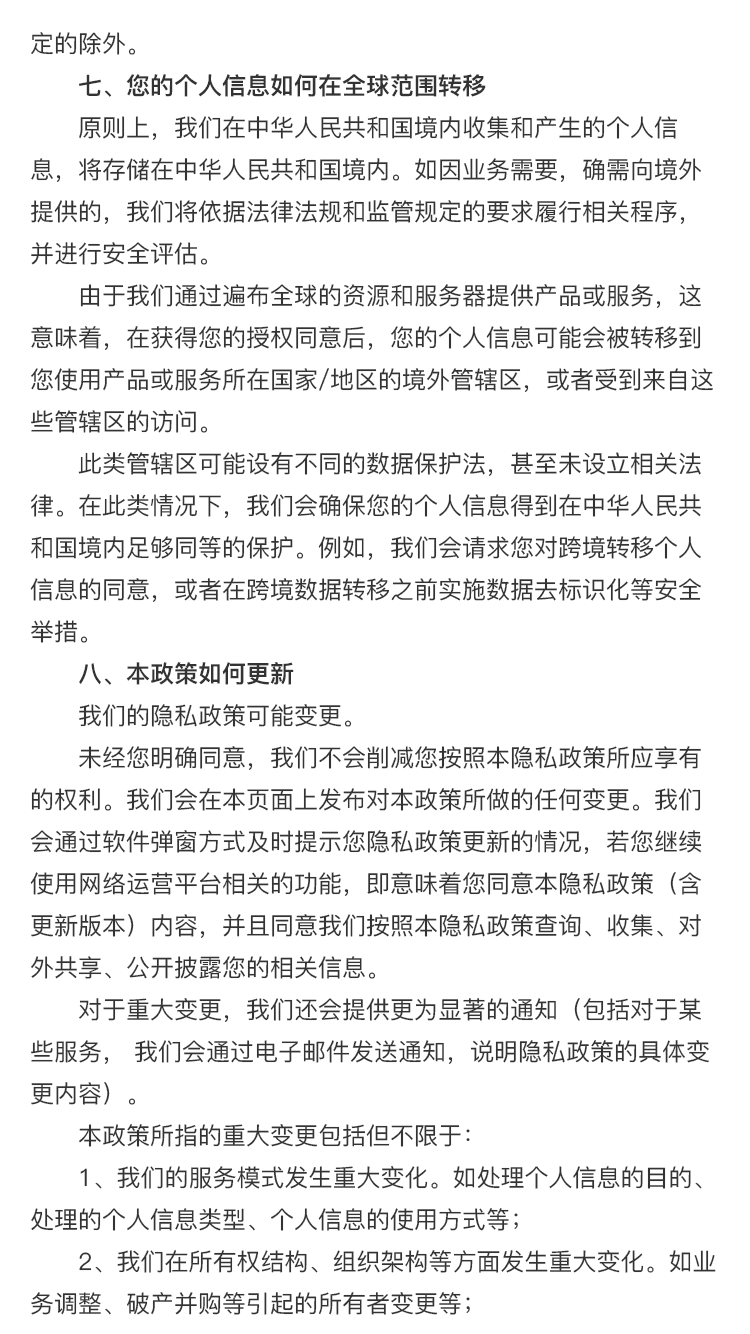 定的除外。
七、您的个人信息如何在全球范围转移
原则上，我们在中华人民共和国境内收集和产生的个人信
息，将存储在中华人民共和国境内。如因业务需要，确需向境外
提供的，我们将依据法律法规和监管规定的要求履行相关程序，
并进行安全评估。
由于我们通过遍布全球的资源和服务器提供产品或服务，这
意味着，在获得您的授权同意后，您的个人信息可能会被转移到
您使用产品或服务所在国家/地区的境外管辖区，或者受到来自这
些管辖区的访问。
此类管辖区可能设有不同的数据保护法，甚至未设立相关法
律。在此类情况下，我们会确保您的个人信息得到在中华人民共
和国境内足够同等的保护。例如，我们会请求您对跨境转移个人
信息的同意，或者在跨境数据转移之前实施数据去标识化等安全
举措。
八、本政策如何更新
我们的隐私政策可能变更。
未经您明确同意，我们不会削减您按照本隐私政策所应享有
的权利。我们会在本页面上发布对本政策所做的任何变更。我们
会通过软件弹窗方式及时提示您隐私政策更新的情况，若您继续
使用网络运营平台相关的功能，即意味着您同意本隐私政策（含
更新版本）内容，并且同意我们按照本隐私政策查询、收集、对
外共享、公开披露您的相关信息。
对于重大变更，我们还会提供更为显著的通知（包括对于某
些服务， 我们会通过电子邮件发送通知，说明隐私政策的具体变
更内容）。
本政策所指的重大变更包括但不限于：
1、我们的服务模式发生重大变化。如处理个人信息的目的、
处理的个人信息类型、个人信息的使用方式等；
2、我们在所有权结构、组织架构等方面发生重大变化。如业
务调整、破产并购等引起的所有者变更等；